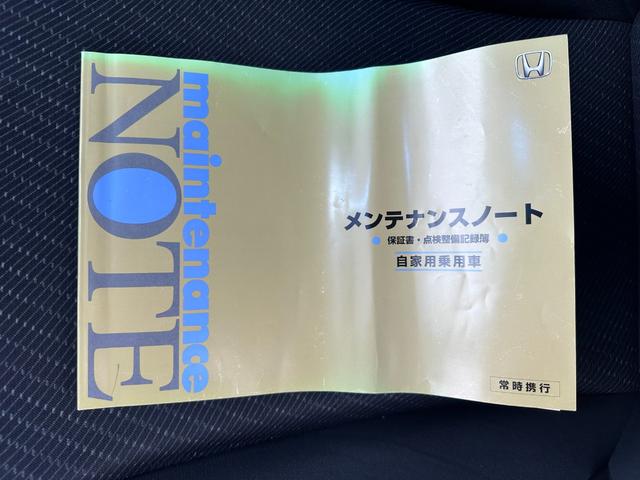 maintenance
NOTE
メンテナンスノート
保証書・点検整備記録簿
自家用乗用車
常時携行